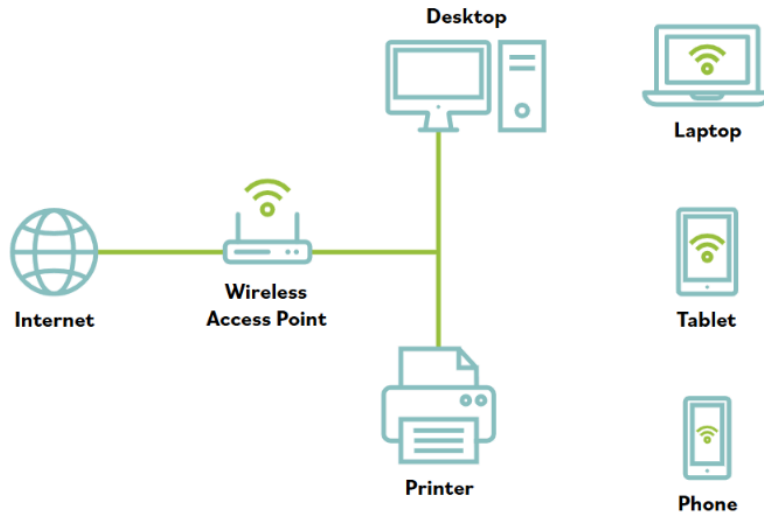 Desktop
Laptop
Internet
Wireless
Access Point
Tablet
Printer
Phone